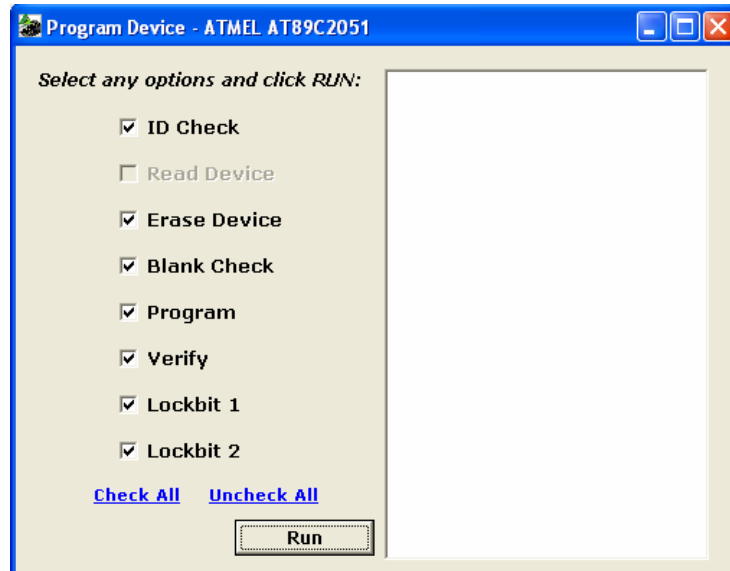 Program Device - ATMEL AT89C2051
Select any options and click RUN:
ID Check
Read Device
Erase Device
Blank Check
Program
Verify
Lockbit 1
Lockbit 2
Check All Uncheck All
Run